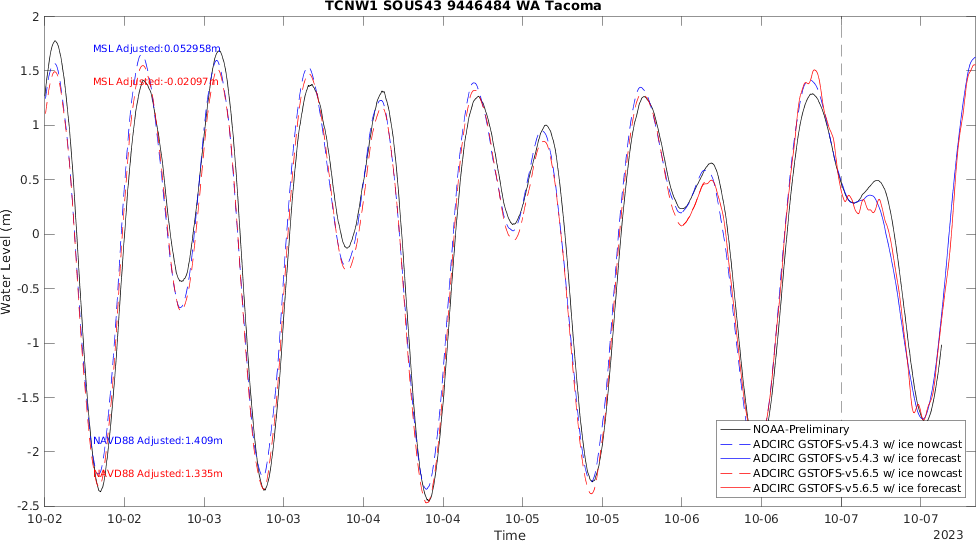 TCNW1 SOUS43 9446484 WA Tacoma
2
1.5
1
0.5
0
-0.5
-1
-1.5
-2
-2.5
Water Level (m)
MSL Adjusted:0.052958m
MSL Adjusted:-0.02097m
NAVD88 Adjusted:1.409m
NAVD88 Adjusted:1.335m
NOAA-Preliminary
ADCIRC GSTOFS-v5.4.3 w/ ice nowcast
ADCIRC GSTOFS-v5.4.3 w/ ice forecast
ADCIRC GSTOFS-v5.6.5 w/ ice nowcast
ADCIRC GSTOFS-v5.6.5 w/ ice forecast
10-02 10-02 10-03 10-03 10-04 10-04 10-05 10-05 10-06 10-06 10-07 10-07
Time
2023